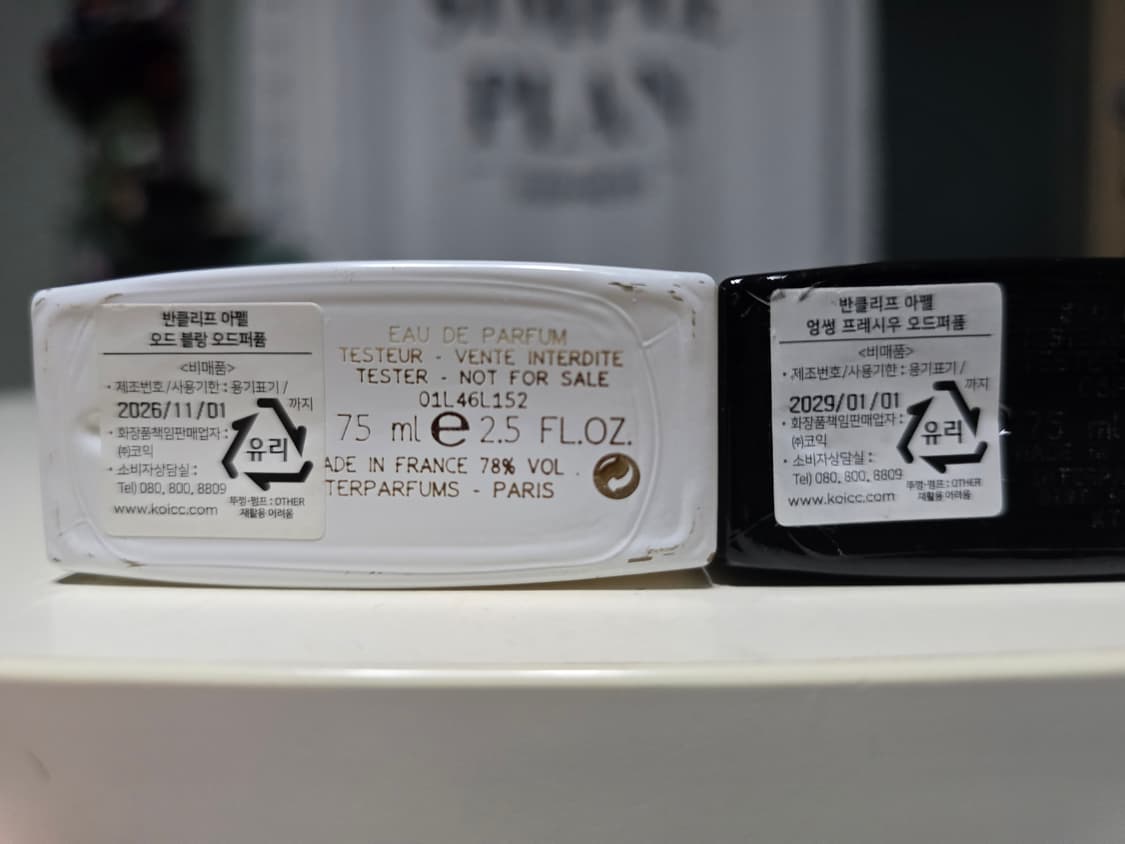 PLAN
반클리프 아펠
오드 블랑 오드퍼퓸
<비매품>
• 제조번호/사용기한 : 용기표기 /
2026/11/01 까지
• 화장품책임판매업자 :
㈜코익
• 소비자상담실 :
Tel) 080. 800. 8809
www.koicc.com
유리
뚜껑·펌프 : OTHER
재활용 어려움
EAU DE PARFUM
TESTEUR - VENTE INTERDITE
TESTER - NOT FOR SALE
01L46L152
75 ml e 2.5 FL.OZ.
ADE IN FRANCE 78% VOL .
TERPARFUMS - PARIS
반클리프 아펠
엉썽 프레시우 오드퍼퓸
<비매품>
• 제조번호/사용기한 : 용기표기 /
2029/01/01 까지
• 화장품책임판매업자 :
㈜코익
• 소비자상담실 :
Tel) 080. 800. 8809
www.koicc.com
유리
뚜껑·펌프 : OTHER
재활용 어려움
75 ml